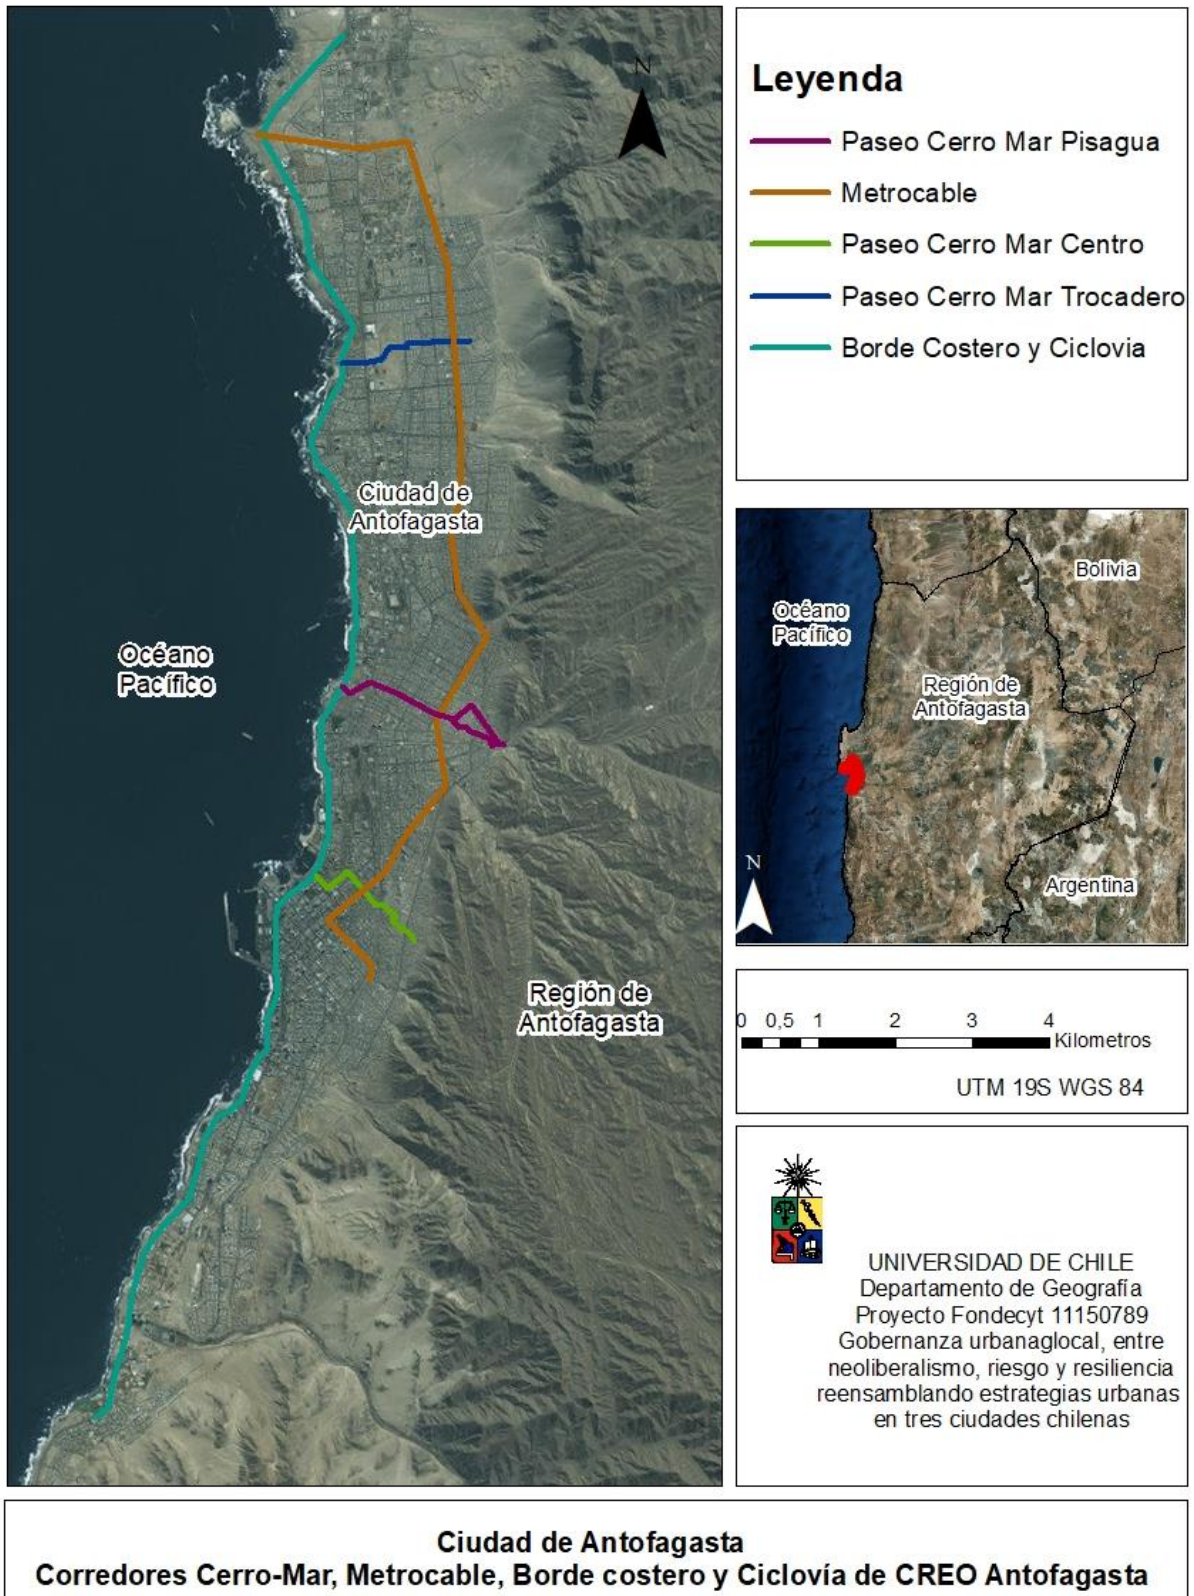 N
Ciudad de
Antofagasta
Océano
Pacífico
Región de
Antofagasta
Leyenda
Paseo Cerro Mar Pisagua
Metrocable
Paseo Cerro Mar Centro
Paseo Cerro Mar Trocadero
Borde Costero y Ciclovia
Bolivia
Océano
Pacífico
Región de
Antofagasta
N
Argentina
0 0,5 1 2 3 4
Kilometros
UTM 19S WGS 84
UNIVERSIDAD DE CHILE
Departamento de Geografía
Proyecto Fondecyt 11150789
Gobernanza urbanaglocal, entre
neoliberalismo, riesgo y resiliencia
reensamblando estrategias urbanas
en tres ciudades chilenas
Ciudad de Antofagasta
Corredores Cerro-Mar, Metrocable, Borde costero y Ciclovía de CREO Antofagasta